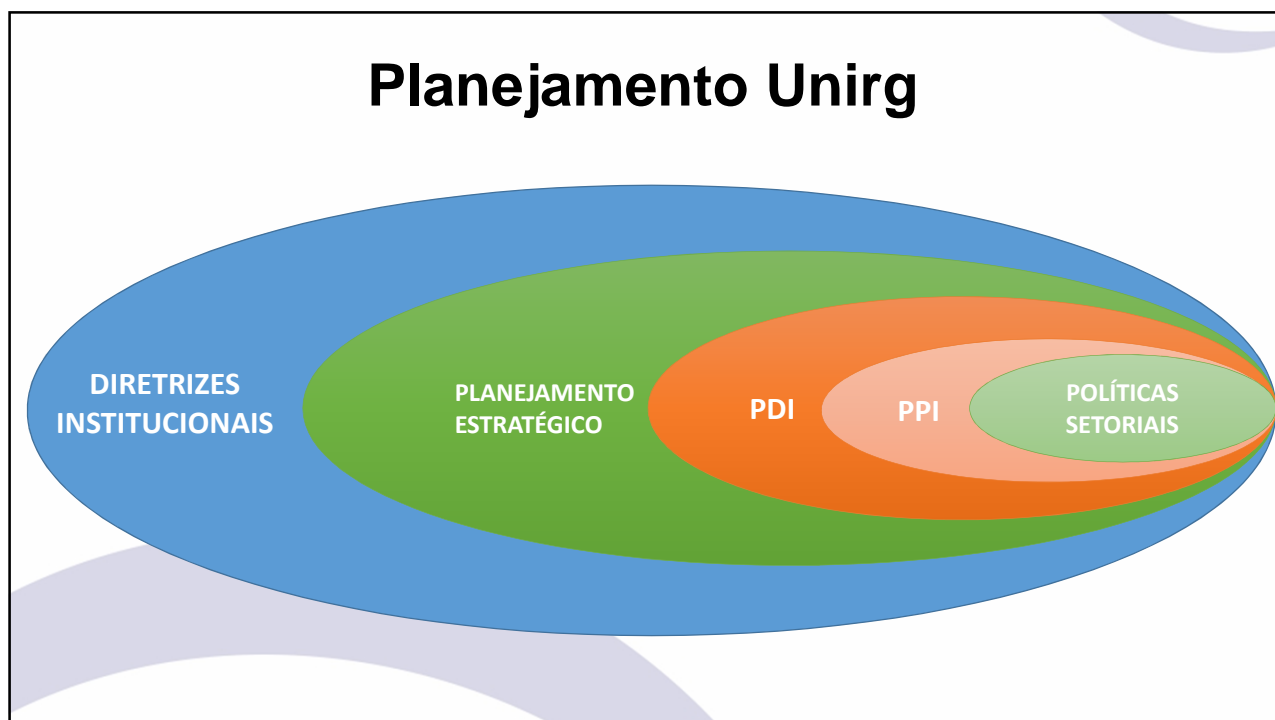 Planejamento Unirg
DIRETRIZES
INSTITUCIONAIS
PLANEJAMENTO
ESTRATÉGICO
PDI
PPI
POLÍTICAS
SETORIAIS